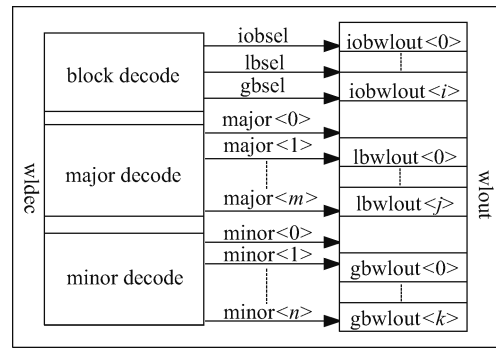 iobsel
lbsel
gbsel
block decode
iobwlout<0>
iobwlout<i>
major<0>
major<1>
major<m>
major decode
lbwlout<0>
lbwlout<j>
wldec
wlout
minor<0>
minor<1>
minor<n>
minor decode
gbwlout<0>
gbwlout<k>